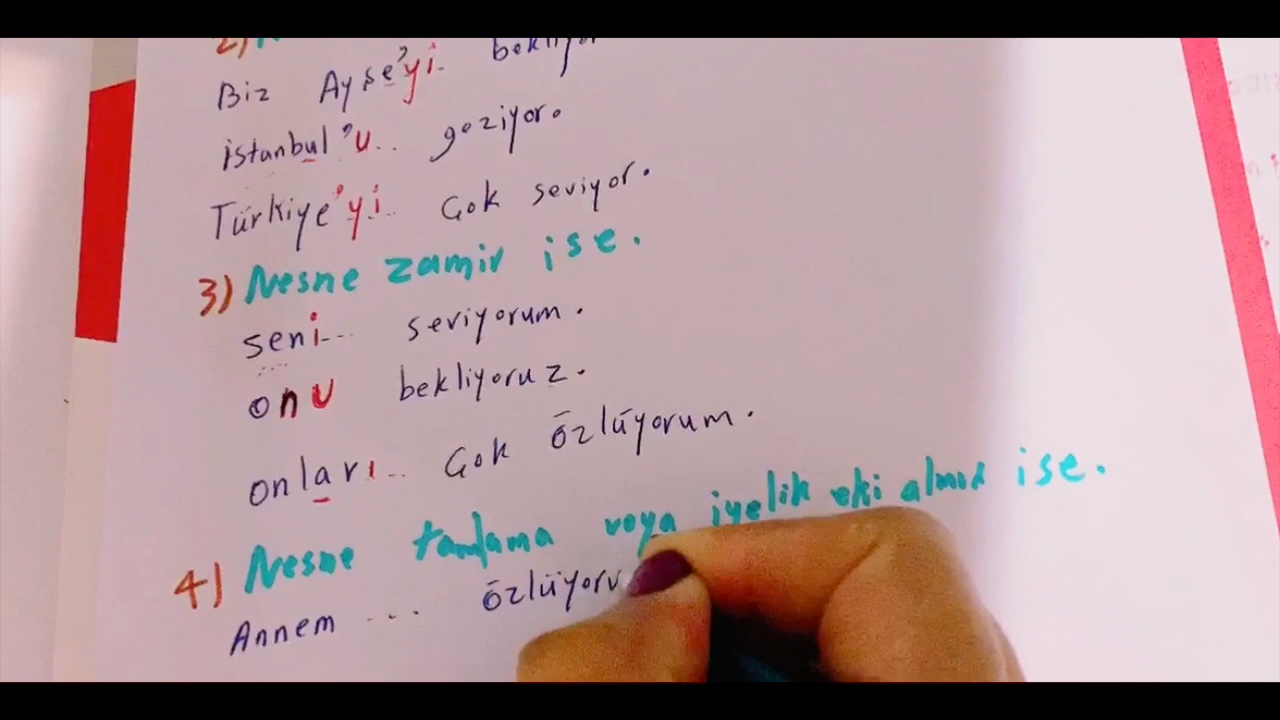 2)
Biz Ayşe'yi.
İstanbul'u.. geziyor.
Türkiye'yi.. Çok seviyor.
3) Nesne zamir ise.
seni... seviyorum.
onu bekliyoruz.
onları.. Çok özlüyorum.
4) Nesne tamlama veya iyelik eki almış ise.
Annem ... özlüyoru